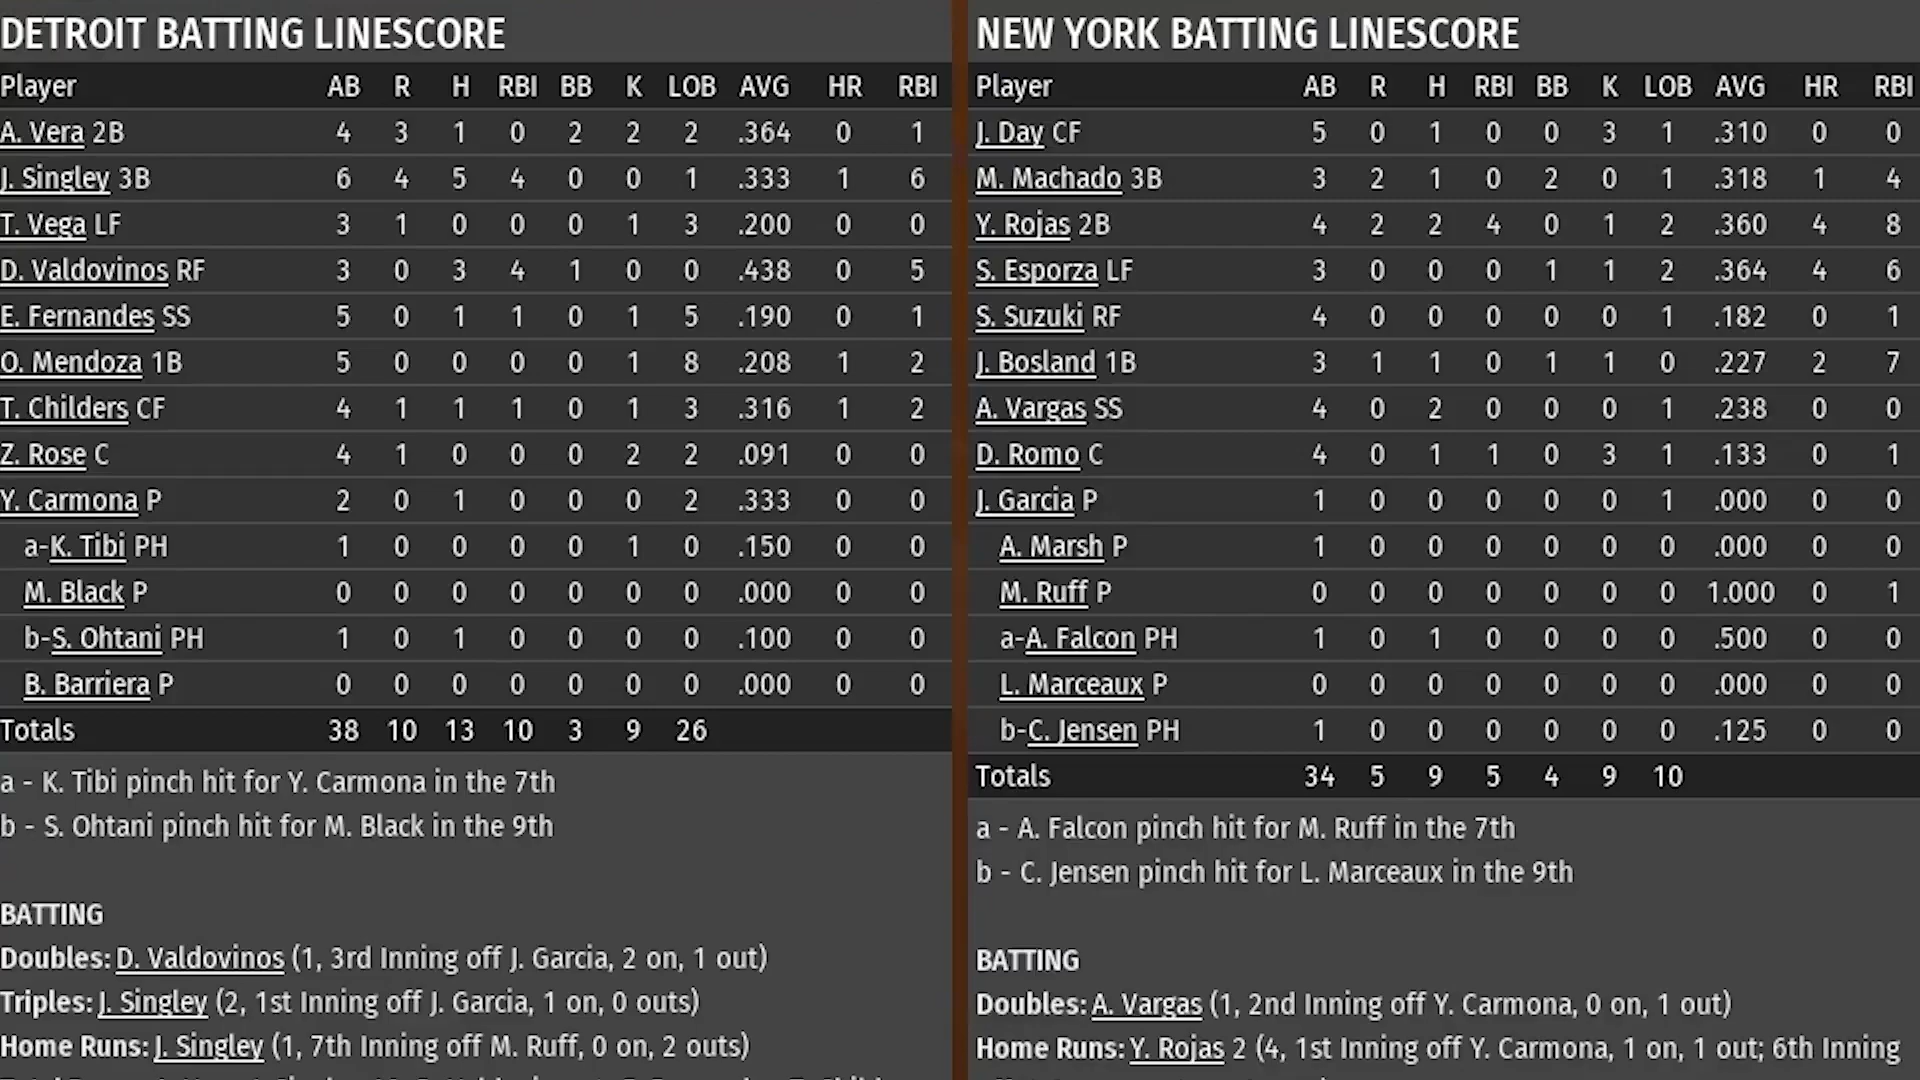 DETROIT BATTING LINESCORE
Player AB R H RBI BB K LOB AVG HR RBI
A. Vera 2B 4 3 1 0 2 2 2 .364 0 1
J. Singley 3B 6 4 5 4 0 0 1 .333 1 6
T. Vega LF 3 1 0 0 0 1 3 .200 0 0
D. Valdovinos RF 3 0 3 4 1 0 0 .438 0 5
E. Fernandes SS 5 0 1 1 0 1 5 .190 0 1
O. Mendoza 1B 5 0 0 0 0 1 8 .208 1 2
T. Childers CF 4 1 1 1 0 1 3 .316 1 2
Z. Rose C 4 1 0 0 0 2 2 .091 0 0
Y. Carmona P 2 0 1 0 0 0 2 .333 0 0
a-K. Tibi PH 1 0 0 0 0 1 0 .150 0 0
M. Black P 0 0 0 0 0 0 0 .000 0 0
b-S. Ohtani PH 1 0 1 0 0 0 0 .100 0 0
B. Barriera P 0 0 0 0 0 0 0 .000 0 0
Totals 38 10 13 10 3 9 26
a - K. Tibi pinch hit for Y. Carmona in the 7th
b - S. Ohtani pinch hit for M. Black in the 9th
BATTING
Doubles: D. Valdovinos (1, 3rd Inning off J. Garcia, 2 on, 1 out)
Triples: J. Singley (2, 1st Inning off J. Garcia, 1 on, 0 outs)
Home Runs: J. Singley (1, 7th Inning off M. Ruff, 0 on, 2 outs)
NEW YORK BATTING LINESCORE
Player AB R H RBI BB K LOB AVG HR RBI
J. Day CF 5 0 1 0 0 3 1 .310 0 0
M. Machado 3B 3 2 1 0 2 0 1 .318 1 4
Y. Rojas 2B 4 2 2 4 0 1 2 .360 4 8
S. Esporza LF 3 0 0 0 1 1 2 .364 4 6
S. Suzuki RF 4 0 0 0 0 0 1 .182 0 1
J. Bosland 1B 3 1 1 0 1 1 0 .227 2 7
A. Vargas SS 4 0 2 0 0 0 1 .238 0 0
D. Romo C 4 0 1 1 0 3 1 .133 0 1
J. Garcia P 1 0 0 0 0 0 1 .000 0 0
A. Marsh P 1 0 0 0 0 0 0 .000 0 0
M. Ruff P 0 0 0 0 0 0 0 1.000 0 1
a-A. Falcon PH 1 0 1 0 0 0 0 .500 0 0
L. Marceaux P 0 0 0 0 0 0 0 .000 0 0
b-C. Jensen PH 1 0 0 0 0 0 0 .125 0 0
Totals 34 5 9 5 4 9 10
a - A. Falcon pinch hit for M. Ruff in the 7th
b - C. Jensen pinch hit for L. Marceaux in the 9th
BATTING
Doubles: A. Vargas (1, 2nd Inning off Y. Carmona, 0 on, 1 out)
Home Runs: Y. Rojas 2 (4, 1st Inning off Y. Carmona, 1 on, 1 out; 6th Inning